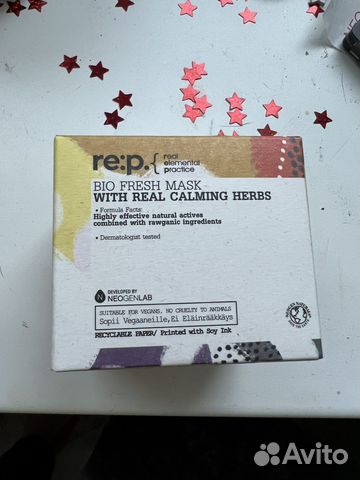 re:p.{ real elemental practice
BIO FRESH MASK
WITH REAL CALMING HERBS
• Formula Facts:
Highly effective natural actives
combined with rawganic ingredients
• Dermatologist tested
N DEVELOPED BY
NEOGENLAB
SUITABLE FOR VEGANS, NO CRUELTY TO ANIMALS
Sopii Vegaaneille,Ei Eläinrääkkäys
RECYCLABLE PAPER/ Printed with Soy Ink
Avito